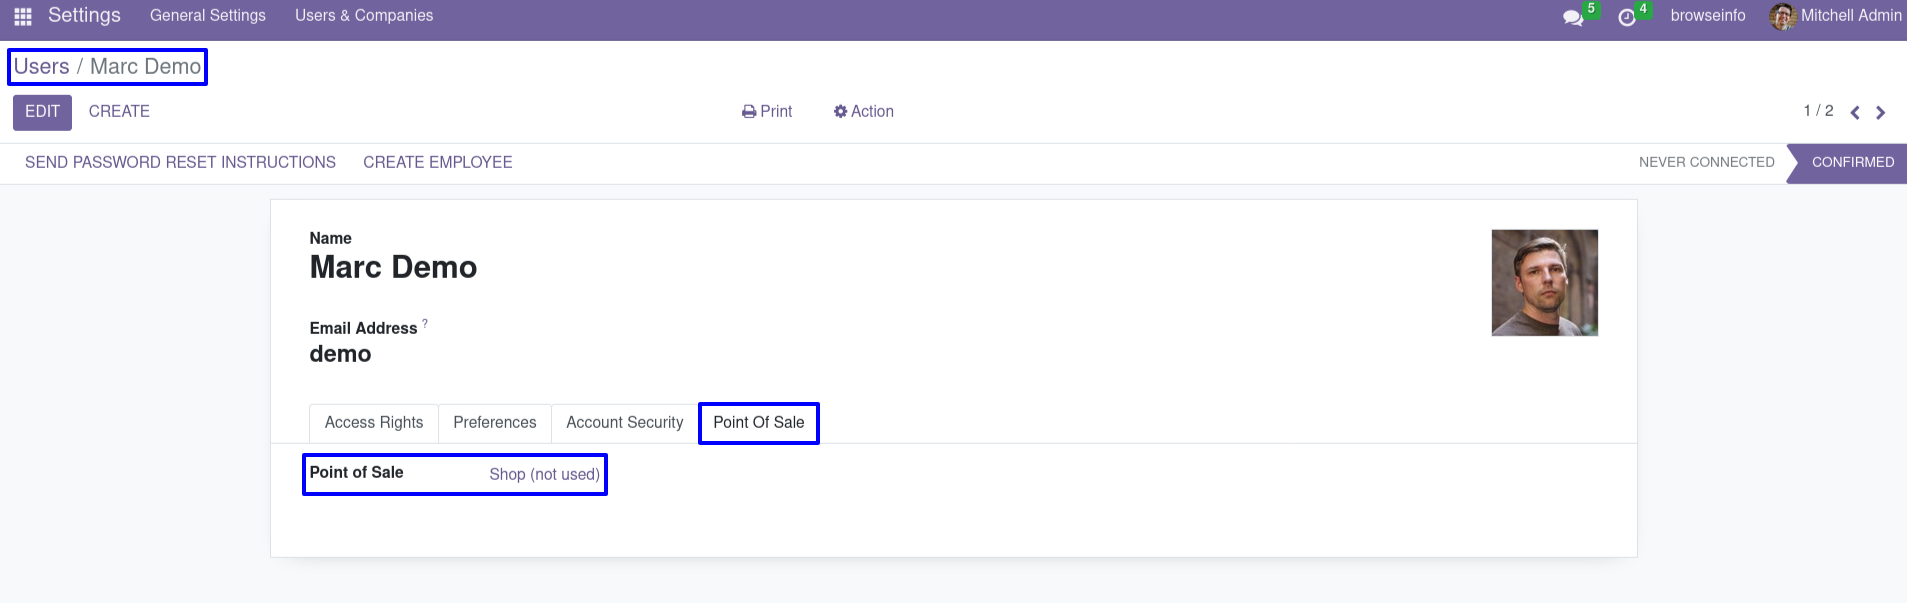 Settings General Settings Users & Companies 5 4 browseinfo Mitchell Admin
Users / Marc Demo
EDIT CREATE Print Action 1 / 2
SEND PASSWORD RESET INSTRUCTIONS CREATE EMPLOYEE NEVER CONNECTED CONFIRMED
Name
Marc Demo
Email Address ?
demo
Access Rights Preferences Account Security Point Of Sale
Point of Sale Shop (not used)